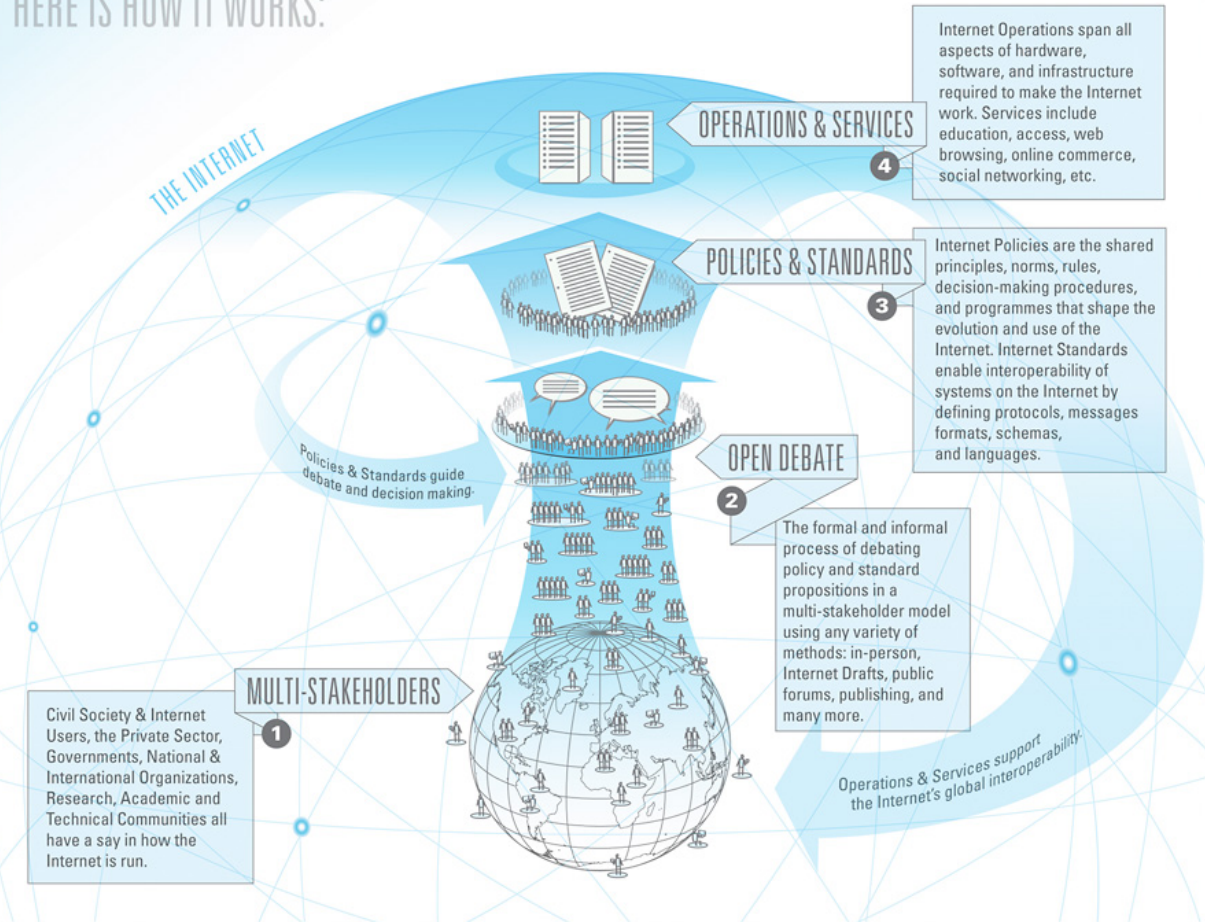 HERE IS HOW IT WORKS:
THE INTERNET
OPERATIONS & SERVICES
4
Internet Operations span all
aspects of hardware,
software, and infrastructure
required to make the Internet
work. Services include
education, access, web
browsing, online commerce,
social networking, etc.
POLICIES & STANDARDS
3
Internet Policies are the shared
principles, norms, rules,
decision-making procedures,
and programmes that shape the
evolution and use of the
Internet. Internet Standards
enable interoperability of
systems on the Internet by
defining protocols, messages
formats, schemas,
and languages.
Policies & Standards guide
debate and decision making.
OPEN DEBATE
2
The formal and informal
process of debating
policy and standard
propositions in a
multi-stakeholder model
using any variety of
methods: in-person,
Internet Drafts, public
forums, publishing, and
many more.
MULTI-STAKEHOLDERS
1
Civil Society & Internet
Users, the Private Sector,
Governments, National &
International Organizations,
Research, Academic and
Technical Communities all
have a say in how the
Internet is run.
Operations & Services support
the Internet's global interoperability.